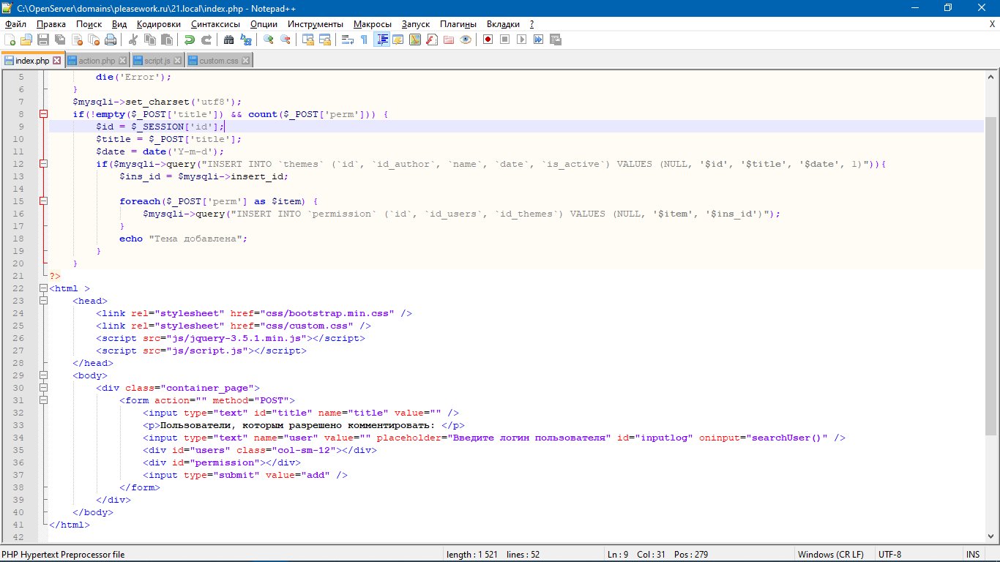 C:\OpenServer\domains\pleasework.ru\21.local\index.php - Notepad++
Файл Правка Поиск Вид Кодировки Синтаксисы Опции Инструменты Макросы Запуск Плагины Вкладки ? X
index.php action.php script.js custom.css
5 die('Error');
6 }
7 $mysqli->set_charset('utf8');
8 if(!empty($_POST['title']) && count($_POST['perm'])) {
9 $id = $_SESSION['id'];
10 $title = $_POST['title'];
11 $date = date('Y-m-d');
12 if($mysqli->query("INSERT INTO `themes` (`id`, `id_author`, `name`, `date`, `is_active`) VALUES (NULL, '$id', '$title', '$date', 1)")){
13 $ins_id = $mysqli->insert_id;
14
15 foreach($_POST['perm'] as $item) {
16 $mysqli->query("INSERT INTO `permission` (`id`, `id_users`, `id_themes`) VALUES (NULL, '$item', '$ins_id')");
17 }
18 echo "Тема добавлена";
19 }
20 }
21 ?>
22 <html >
23 <head>
24 <link rel="stylesheet" href="css/bootstrap.min.css" />
25 <link rel="stylesheet" href="css/custom.css" />
26 <script src="js/jquery-3.5.1.min.js"></script>
27 <script src="js/script.js"></script>
28 </head>
29 <body>
30 <div class="container_page">
31 <form action="" method="POST">
32 <input type="text" id="title" name="title" value="" />
33 <p>Пользователи, которым разрешено комментировать: </p>
34 <input type="text" name="user" value="" placeholder="Введите логин пользователя" id="inputlog" oninput="searchUser()" />
35 <div id="users" class="col-sm-12"></div>
36 <div id="permission"></div>
37 <input type="submit" value="add" />
38 </form>
39 </div>
40 </body>
41 </html>
42
PHP Hypertext Preprocessor file length : 1 521 lines : 52 Ln : 9 Col : 31 Pos : 279 Windows (CR LF) UTF-8 INS